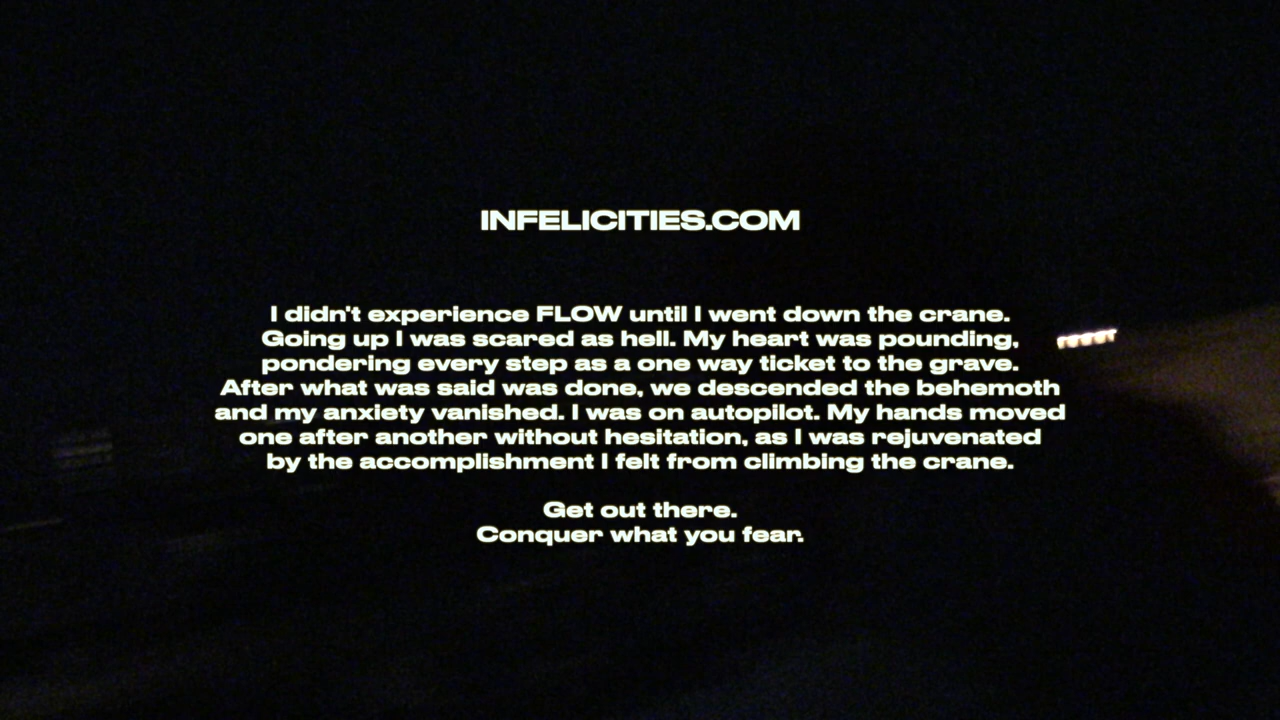 INFELICITIES.COM
I didn't experience FLOW until I went down the crane.
Going up I was scared as hell. My heart was pounding,
pondering every step as a one way ticket to the grave.
After what was said was done, we descended the behemoth
and my anxiety vanished. I was on autopilot. My hands moved
one after another without hesitation, as I was rejuvenated
by the accomplishment I felt from climbing the crane.
Get out there.
Conquer what you fear.